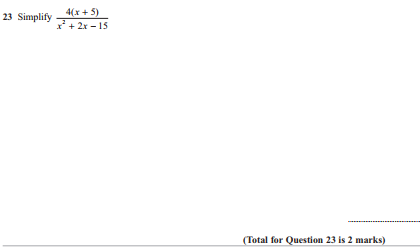 23 Simplify 4(x + 5) / x² + 2x – 15
(Total for Question 23 is 2 marks)